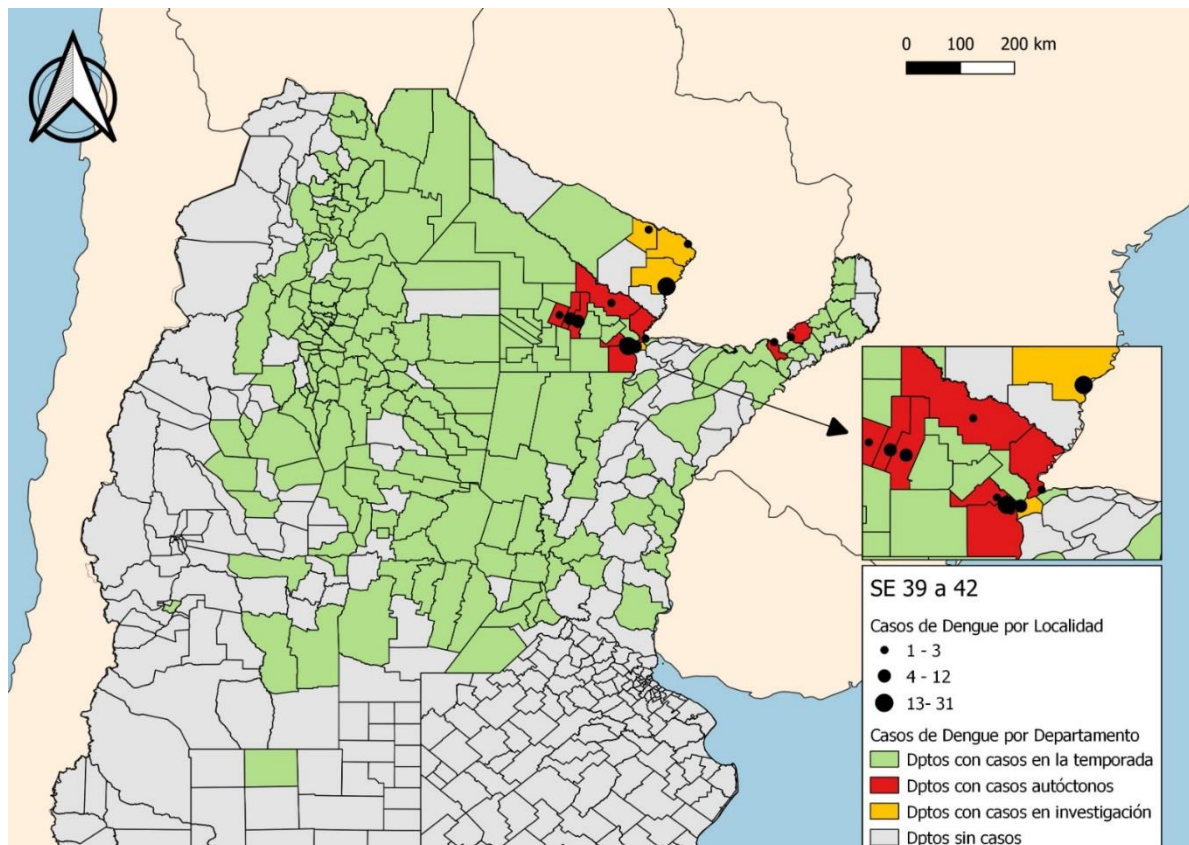 0 100 200 km
SE 39 a 42
Casos de Dengue por Localidad
1 - 3
4 - 12
13- 31
Casos de Dengue por Departamento
Dptos con casos en la temporada
Dptos con casos autóctonos
Dptos con casos en investigación
Dptos sin casos